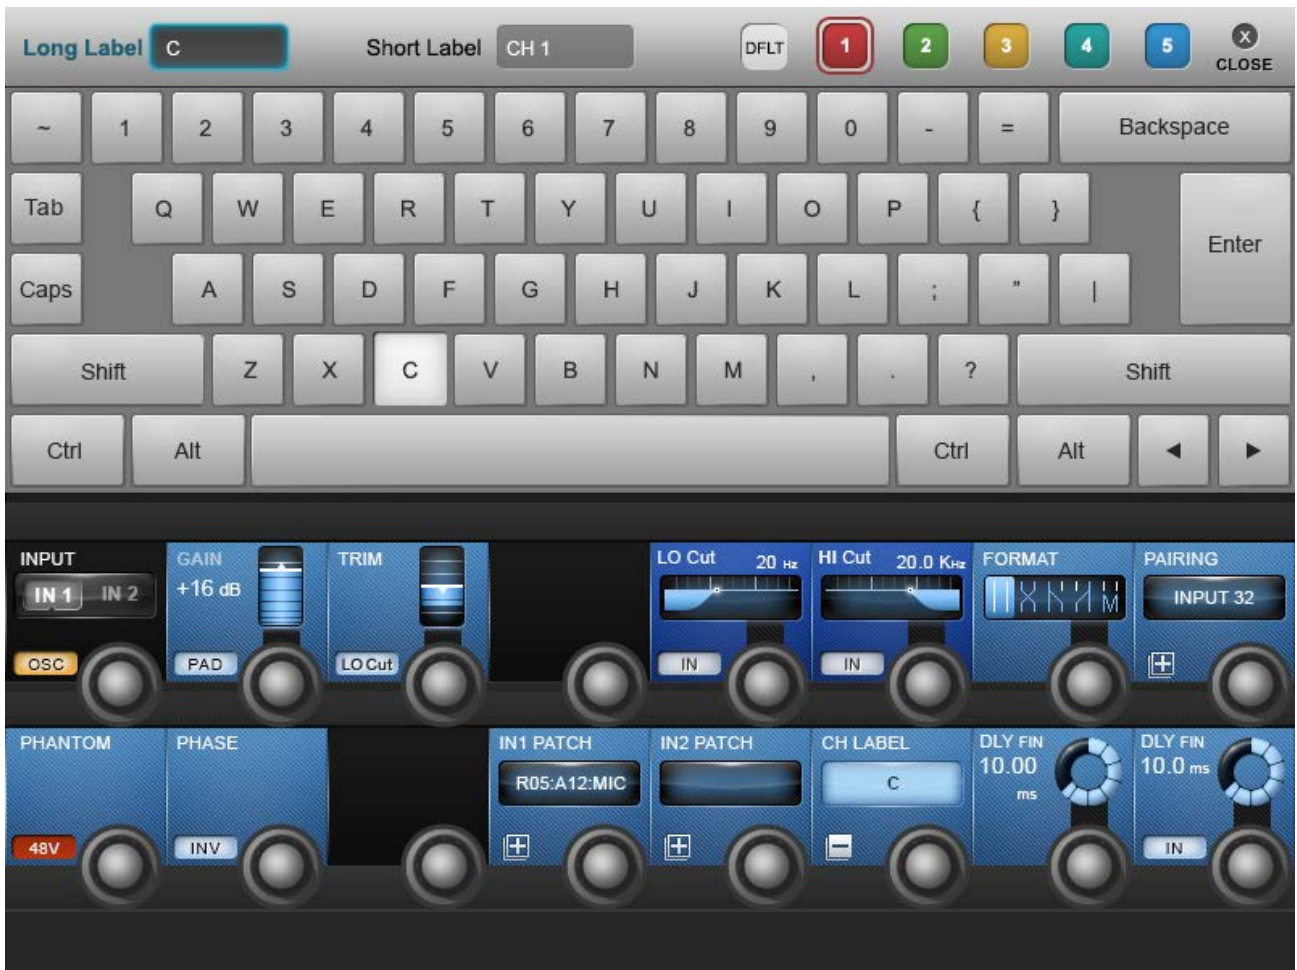 Long Label C Short Label CH 1 DFLT 1 2 3 4 5 X CLOSE
~ 1 2 3 4 5 6 7 8 9 0 - = Backspace
Tab Q W E R T Y U I O P { } Enter
Caps A S D F G H J K L ; " |
Shift Z X C V B N M , . ? Shift
Ctrl Alt Ctrl Alt ◄ ►
INPUT GAIN TRIM LO Cut 20 Hz HI Cut 20.0 KHz FORMAT PAIRING
IN 1 IN 2 +16 dB INPUT 32
OSC PAD LO Cut IN IN
PHANTOM PHASE IN1 PATCH IN2 PATCH CH LABEL DLY FIN DLY FIN
R05:A12:MIC C 10.00 ms 10.0 ms
48V INV IN